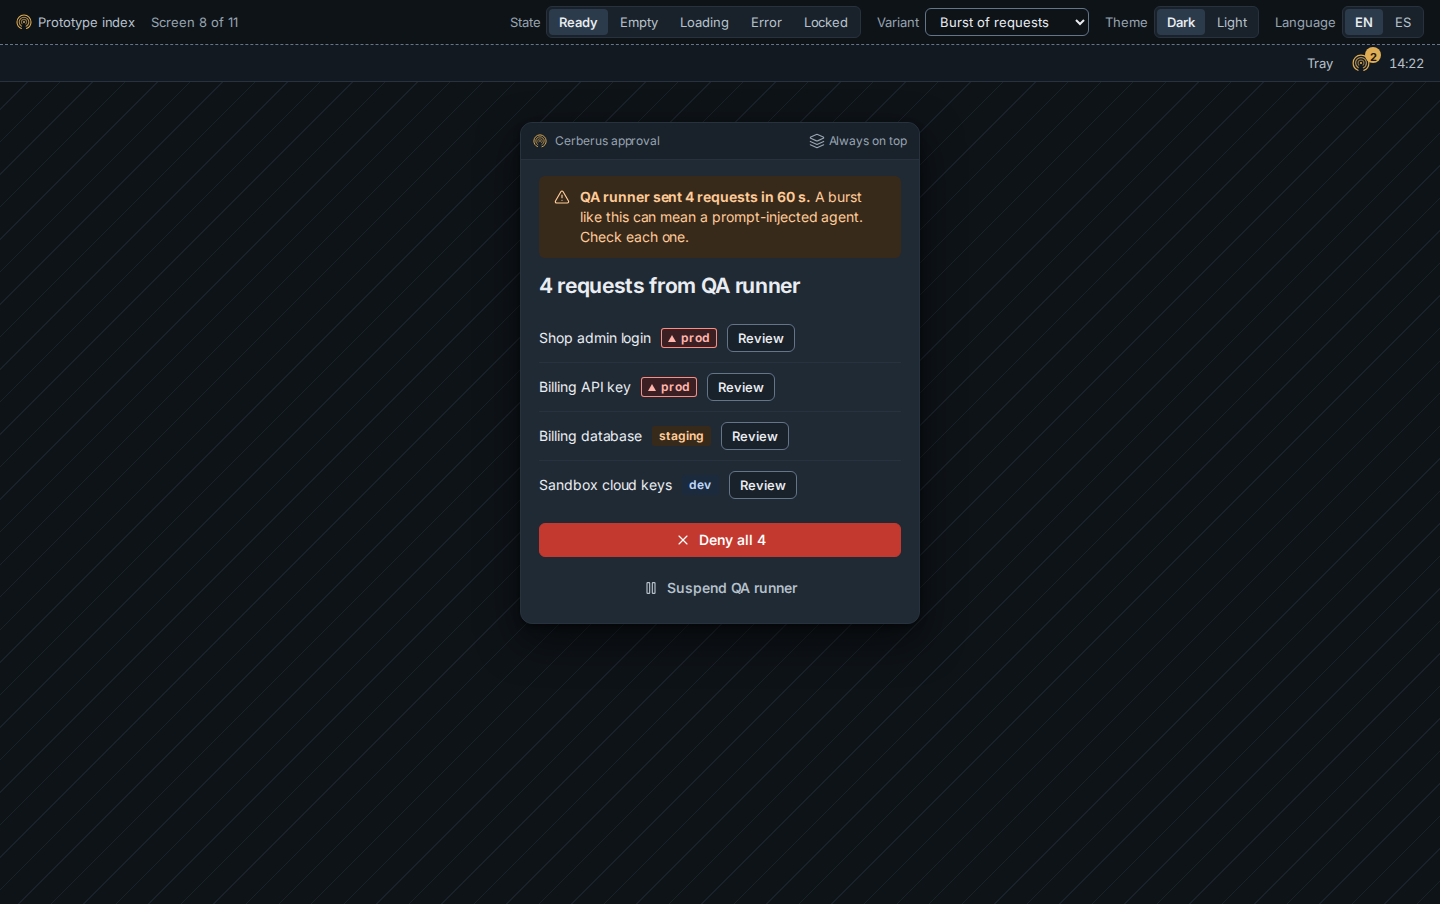 Prototype index Screen 8 of 11 State Ready Empty Loading Error Locked Variant Burst of requests Theme Dark Light Language EN ES
Tray 2 14:22
Cerberus approval Always on top
QA runner sent 4 requests in 60 s. A burst
like this can mean a prompt-injected agent.
Check each one.
4 requests from QA runner
Shop admin login prod Review
Billing API key prod Review
Billing database staging Review
Sandbox cloud keys dev Review
Deny all 4
Suspend QA runner